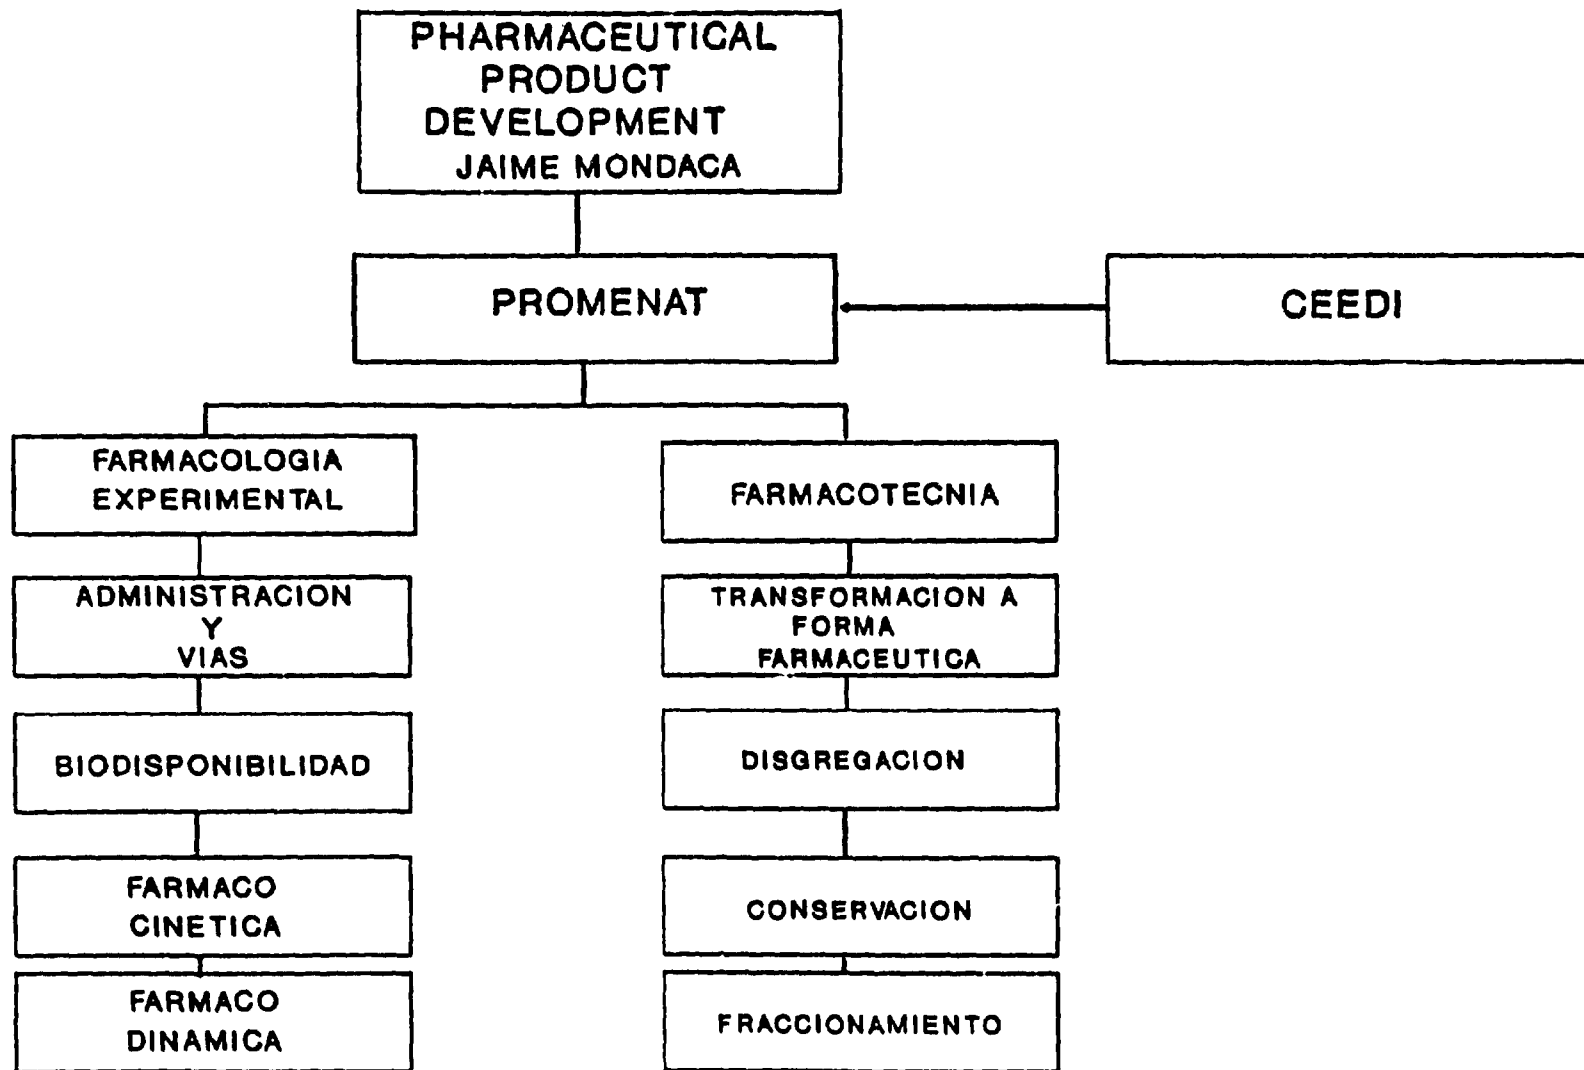 PHARMACEUTICAL
PRODUCT
DEVELOPMENT
JAIME MONDACA
PROMENAT
CEEDI
FARMACOLOGIA
EXPERIMENTAL
ADMINISTRACION
Y
VIAS
BIODISPONIBILIDAD
FARMACO
CINETICA
FARMACO
DINAMICA
FARMACOTECNIA
TRANSFORMACION A
FORMA
FARMACEUTICA
DISGREGACION
CONSERVACION
FRACCIONAMIENTO